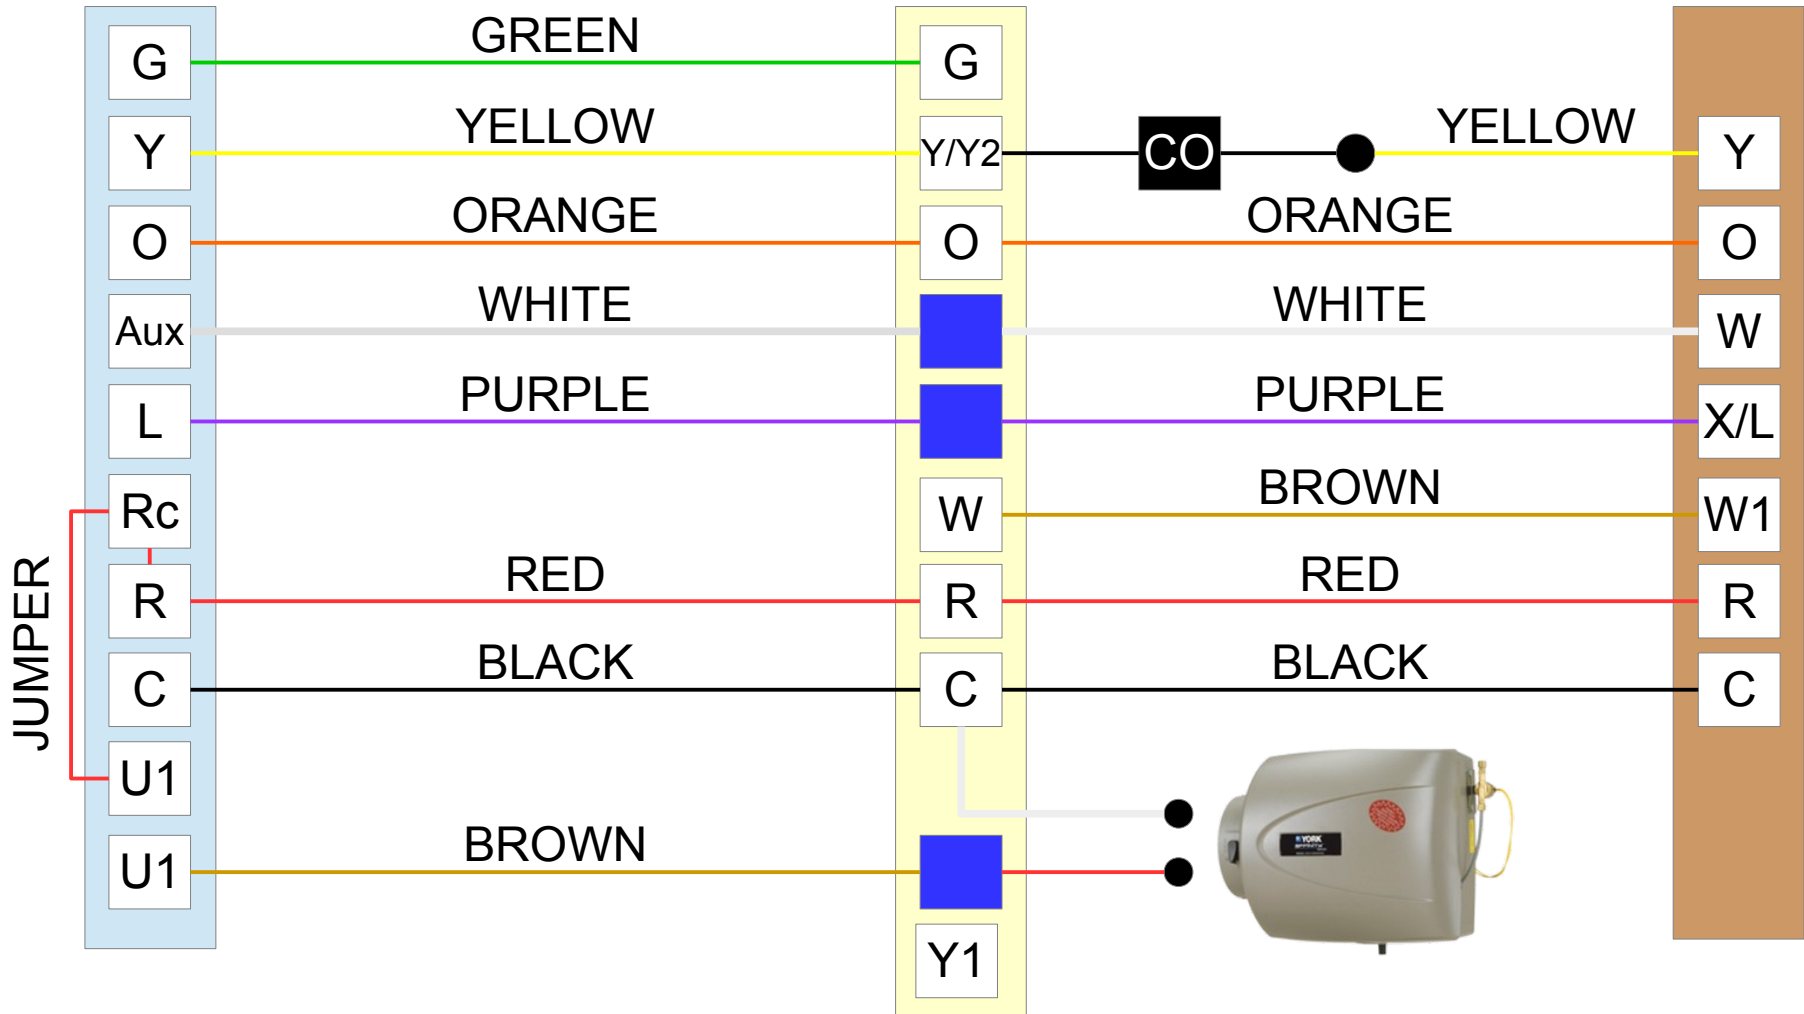 G GREEN G
Y YELLOW Y/Y2 CO YELLOW Y
O ORANGE O ORANGE O
Aux WHITE WHITE W
L PURPLE PURPLE X/L
Rc W BROWN W1
R RED R RED R
C BLACK C BLACK C
JUMPER
U1
U1 BROWN
YORK
Y1